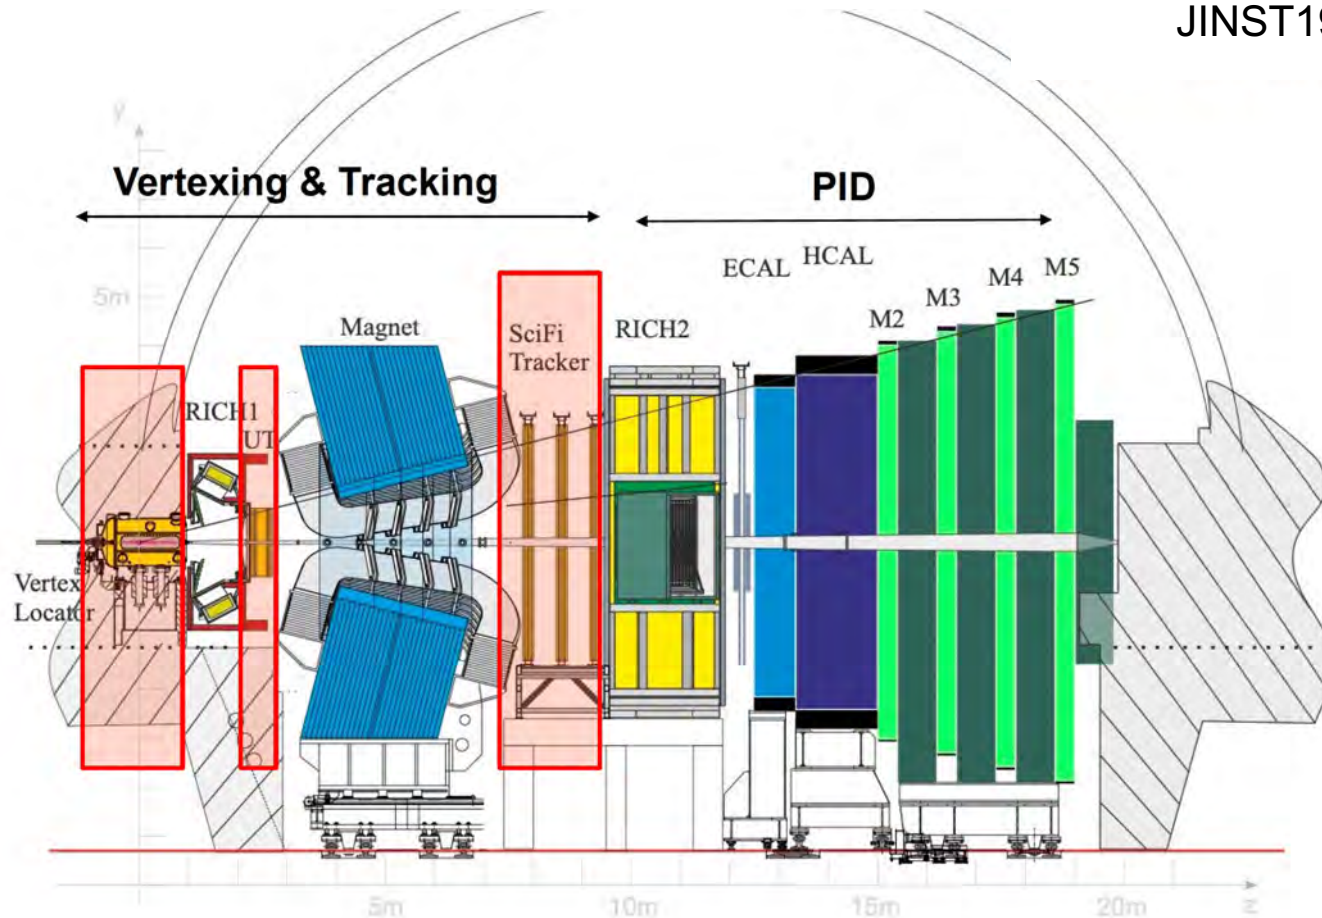 JINST19
y
Vertexing & Tracking
PID
ECAL
HCAL
M5
M4
5m
M3
Magnet
M2
SciFi
Tracker
RICH2
RICH1
UT
Vertex
Locator
5m
10m
15m
20m
z